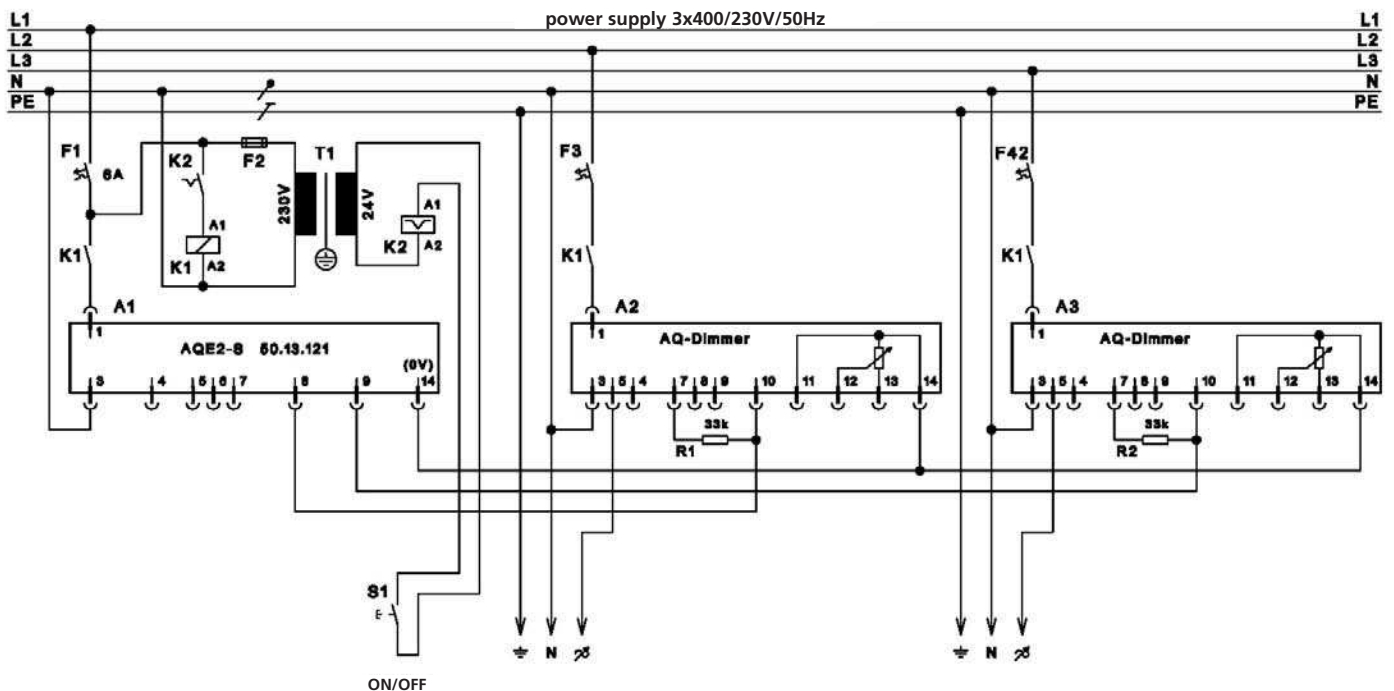 power supply 3x400/230V/50Hz
L1 L1
L2 L2
L3 L3
N N
PE PE
F1 6A K2 F2 T1 F3 F42
230V 24V
A1 A1
K1 K1 A2 K2 A2 K1 K1
A1 A2 A3
1 1 1
AQE2-S 50.13.121 AQ-Dimmer AQ-Dimmer
(0V)
3 4 5 6 7 8 9 14 3 5 4 7 8 9 10 11 12 13 14 3 5 4 7 8 9 10 11 12 13 14
33k 33k
R1 R2
S1
N N
ON/OFF